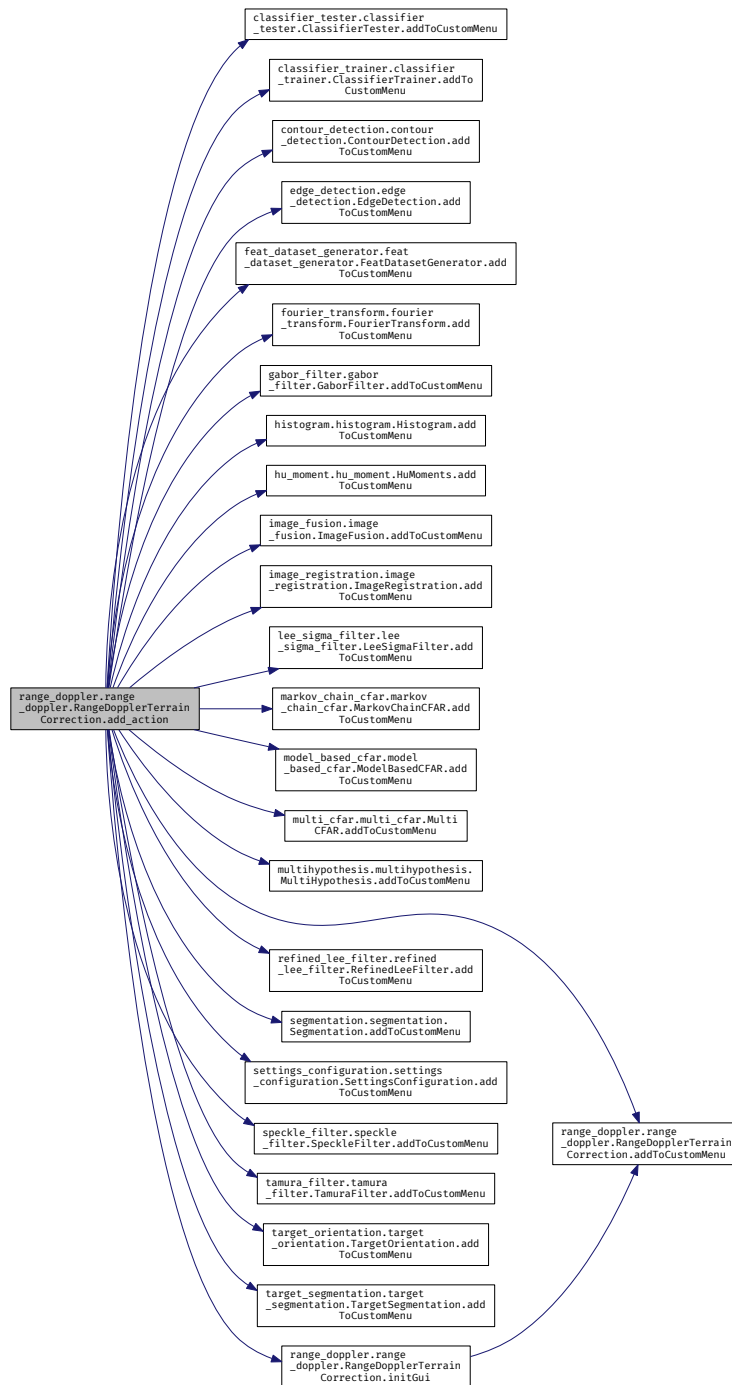 classifier_tester.classifier
_tester.ClassifierTester.addToCustomMenu
classifier_trainer.classifier
_trainer.ClassifierTrainer.addTo
CustomMenu
contour_detection.contour
_detection.ContourDetection.add
ToCustomMenu
edge_detection.edge
_detection.EdgeDetection.add
ToCustomMenu
feat_dataset_generator.feat
_dataset_generator.FeatDatasetGenerator.add
ToCustomMenu
fourier_transform.fourier
_transform.FourierTransform.add
ToCustomMenu
gabor_filter.gabor
_filter.GaborFilter.addToCustomMenu
histogram.histogram.Histogram.add
ToCustomMenu
hu_moment.hu_moment.HuMoments.add
ToCustomMenu
image_fusion.image
_fusion.ImageFusion.addToCustomMenu
image_registration.image
_registration.ImageRegistration.add
ToCustomMenu
lee_sigma_filter.lee
_sigma_filter.LeeSigmaFilter.add
ToCustomMenu
range_doppler.range
_doppler.RangeDopplerTerrain
Correction.add_action
markov_chain_cfar.markov
_chain_cfar.MarkovChainCFAR.add
ToCustomMenu
model_based_cfar.model
_based_cfar.ModelBasedCFAR.add
ToCustomMenu
multi_cfar.multi_cfar.Multi
CFAR.addToCustomMenu
multihypothesis.multihypothesis.
MultiHypothesis.addToCustomMenu
refined_lee_filter.refined
_lee_filter.RefinedLeeFilter.add
ToCustomMenu
segmentation.segmentation.
Segmentation.addToCustomMenu
settings_configuration.settings
_configuration.SettingsConfiguration.add
ToCustomMenu
speckle_filter.speckle
_filter.SpeckleFilter.addToCustomMenu
range_doppler.range
_doppler.RangeDopplerTerrain
Correction.addToCustomMenu
tamura_filter.tamura
_filter.TamuraFilter.addToCustomMenu
target_orientation.target
_orientation.TargetOrientation.add
ToCustomMenu
target_segmentation.target
_segmentation.TargetSegmentation.add
ToCustomMenu
range_doppler.range
_doppler.RangeDopplerTerrain
Correction.initGui